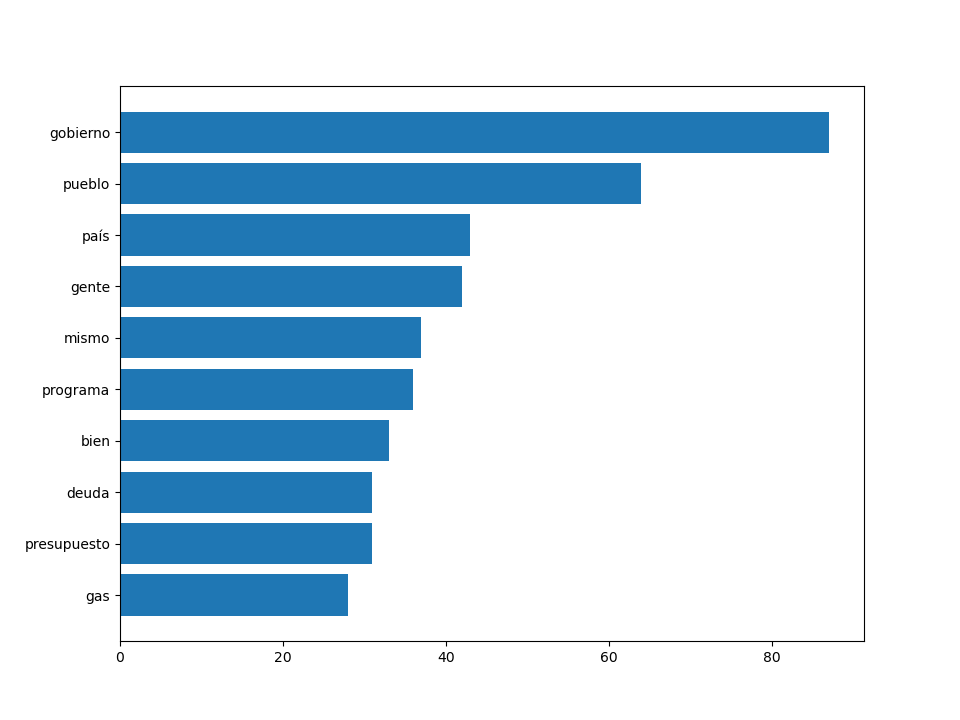 gobierno
pueblo
país
gente
mismo
programa
bien
deuda
presupuesto
gas
0 20 40 60 80